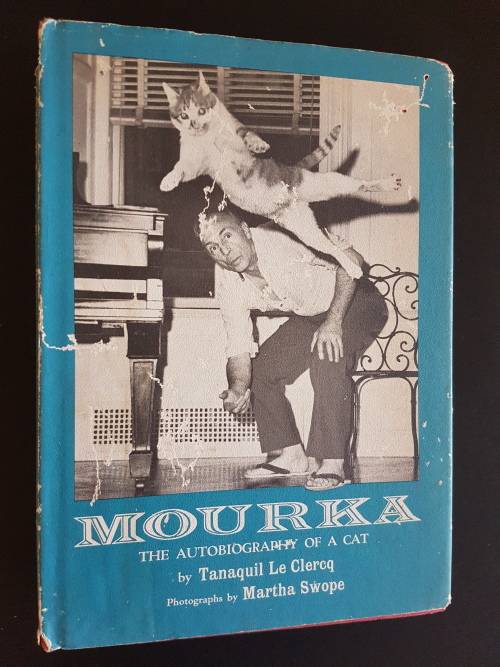 MOURKA
THE AUTOBIOGRAPHY OF A CAT
by Tanaquil Le Clercq
Photographs by Martha Swope